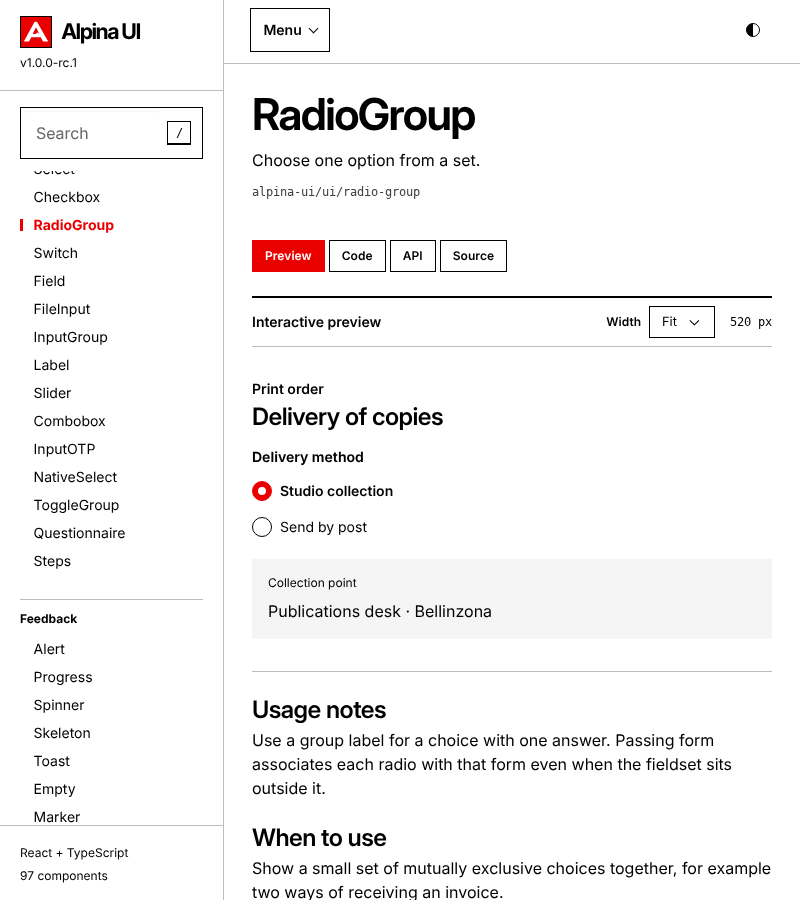 Alpina UI
v1.0.0-rc.1
Search
/
Select
Checkbox
RadioGroup
Switch
Field
FileInput
InputGroup
Label
Slider
Combobox
InputOTP
NativeSelect
ToggleGroup
Questionnaire
Steps
Feedback
Alert
Progress
Spinner
Skeleton
Toast
Empty
Marker
React + TypeScript
97 components
Menu
RadioGroup
Choose one option from a set.
alpina-ui/ui/radio-group
Preview Code API Source
Interactive preview Width Fit 520 px
Print order
Delivery of copies
Delivery method
Studio collection
Send by post
Collection point
Publications desk · Bellinzona
Usage notes
Use a group label for a choice with one answer. Passing form
associates each radio with that form even when the fieldset sits
outside it.
When to use
Show a small set of mutually exclusive choices together, for example
two ways of receiving an invoice.